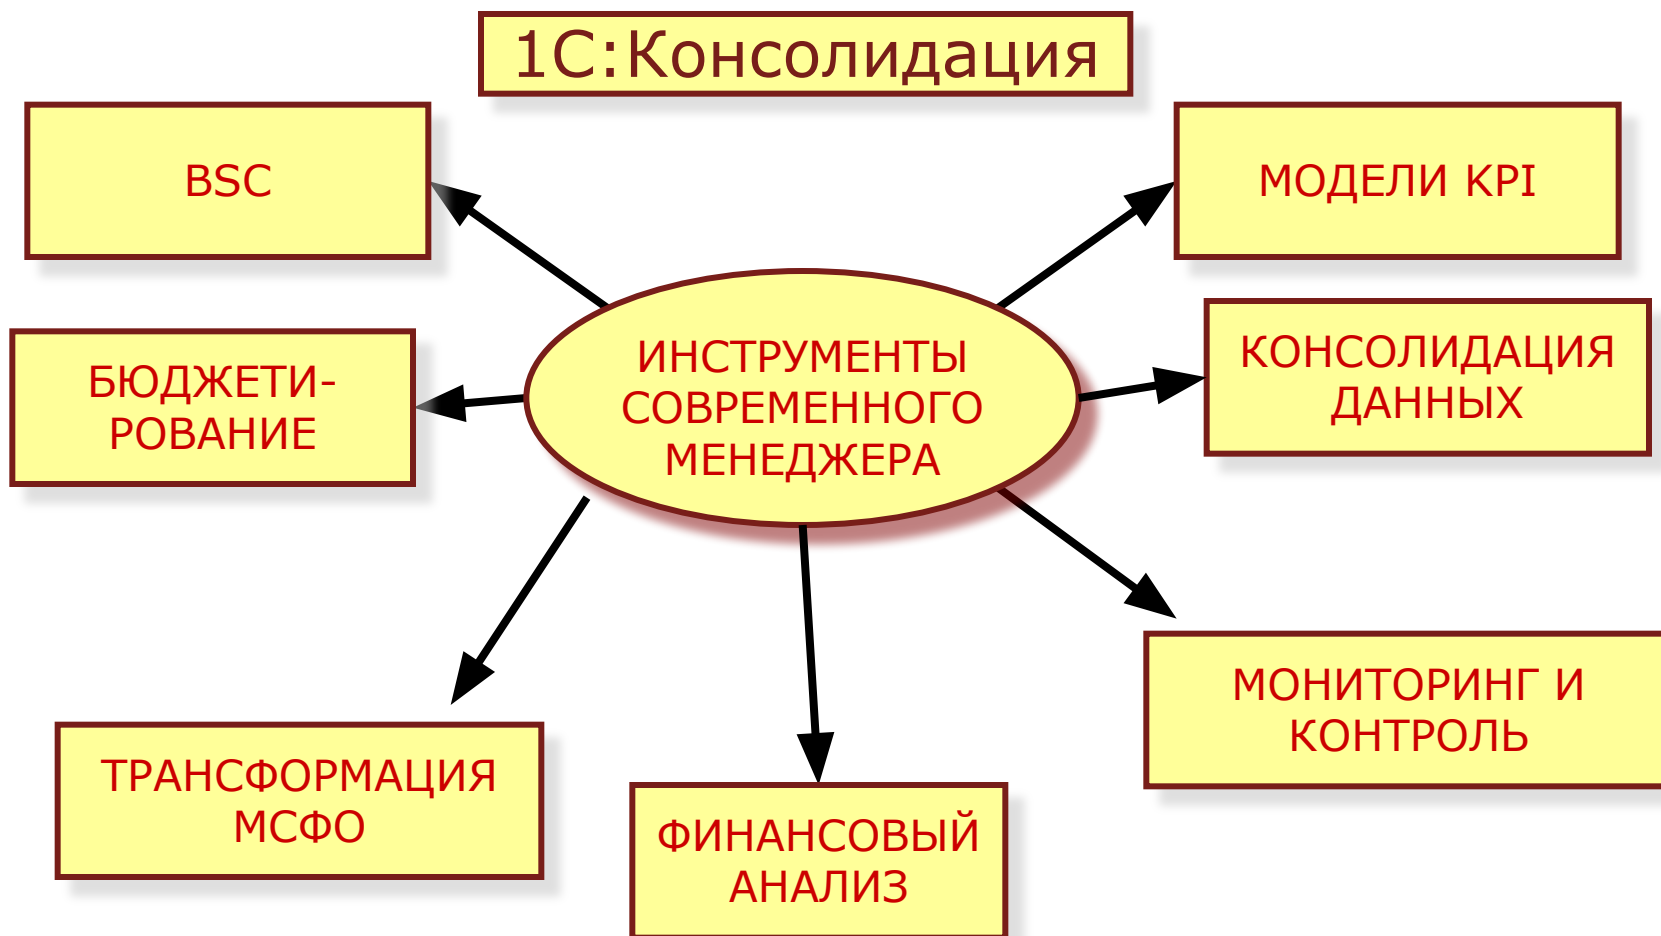 1С:Консолидация
BSC
МОДЕЛИ KPI
ИНСТРУМЕНТЫ
СОВРЕМЕННОГО
МЕНЕДЖЕРА
КОНСОЛИДАЦИЯ
ДАННЫХ
БЮДЖЕТИ-
РОВАНИЕ
МОНИТОРИНГ И
КОНТРОЛЬ
ТРАНСФОРМАЦИЯ
МСФО
ФИНАНСОВЫЙ
АНАЛИЗ